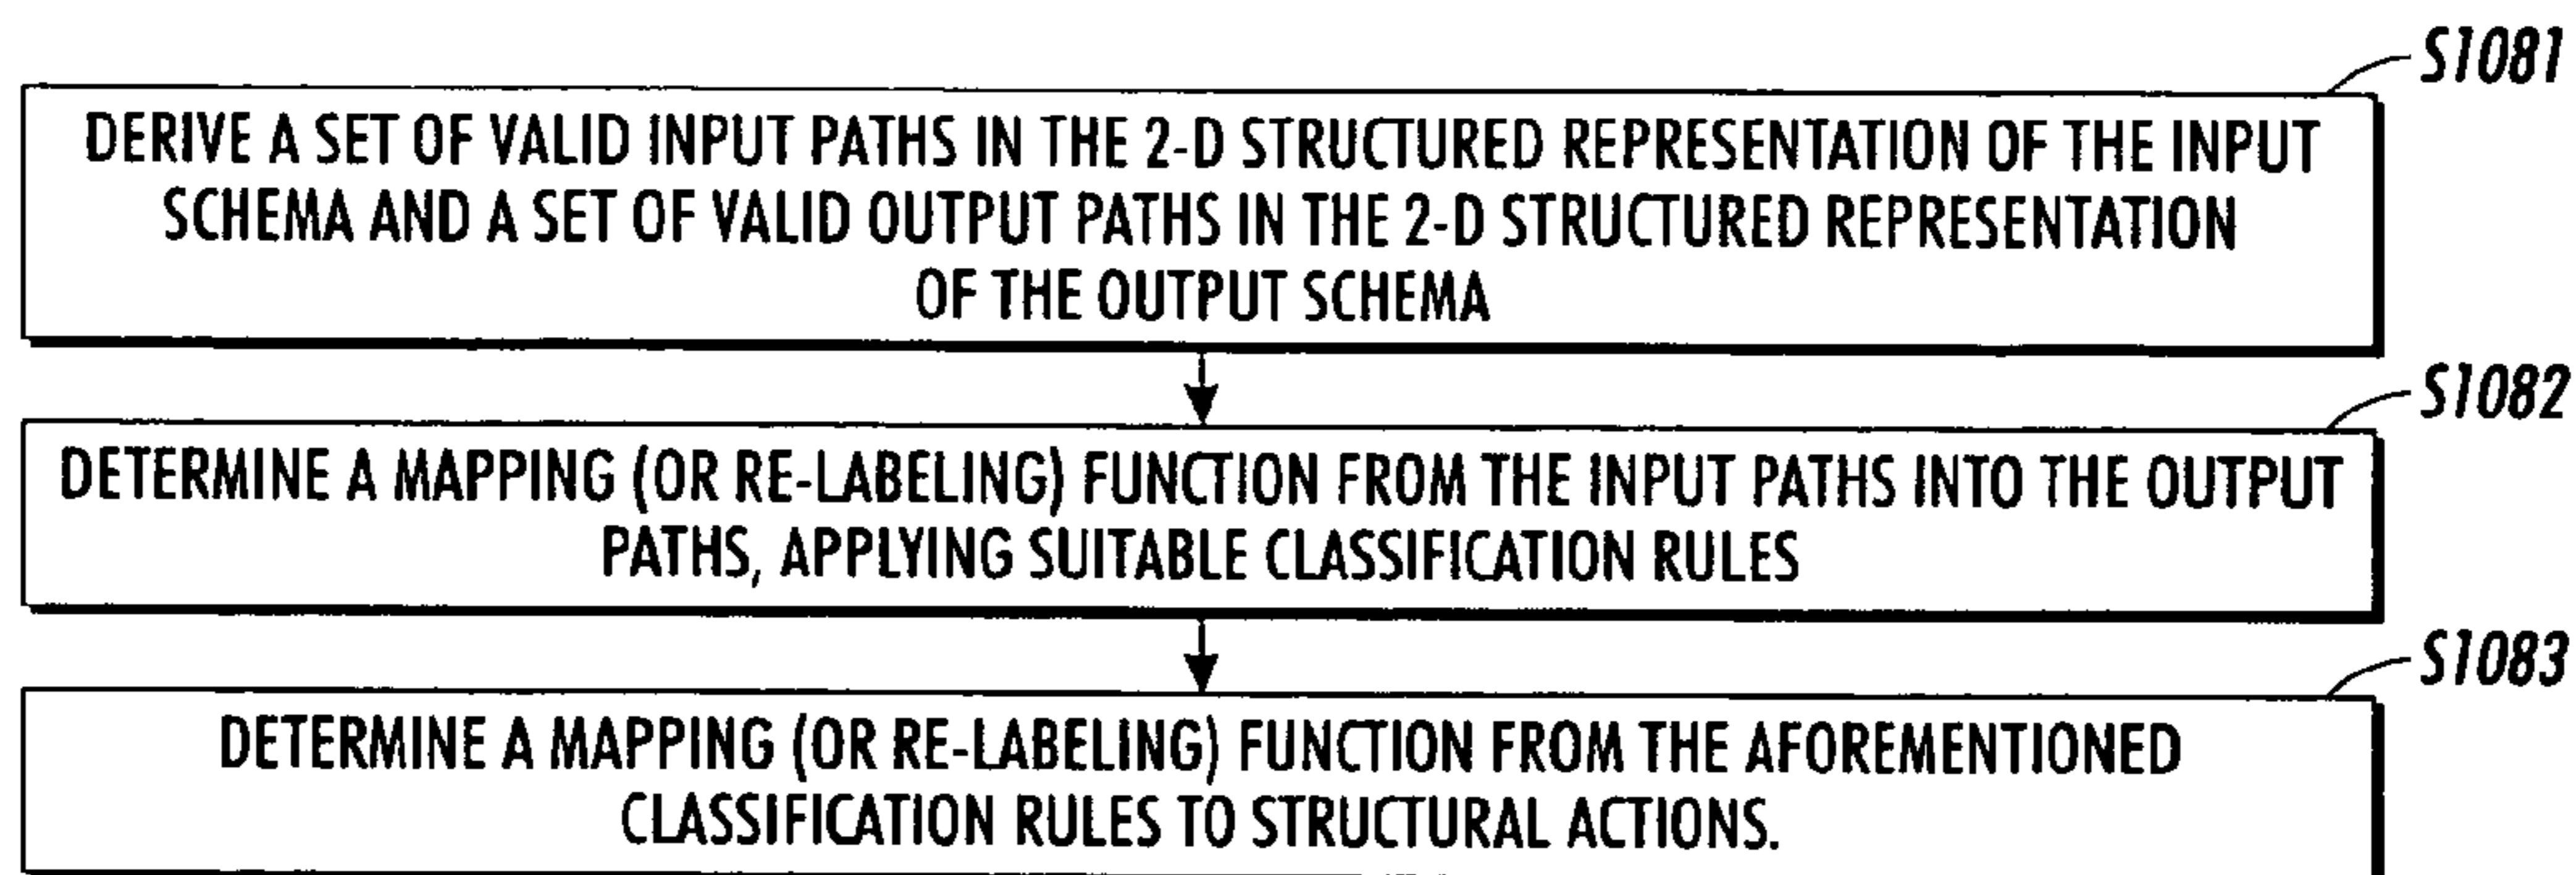 S1081
DERIVE A SET OF VALID INPUT PATHS IN THE 2-D STRUCTURED REPRESENTATION OF THE INPUT
SCHEMA AND A SET OF VALID OUTPUT PATHS IN THE 2-D STRUCTURED REPRESENTATION
OF THE OUTPUT SCHEMA
S1082
DETERMINE A MAPPING (OR RE-LABELING) FUNCTION FROM THE INPUT PATHS INTO THE OUTPUT
PATHS, APPLYING SUITABLE CLASSIFICATION RULES
S1083
DETERMINE A MAPPING (OR RE-LABELING) FUNCTION FROM THE AFOREMENTIONED
CLASSIFICATION RULES TO STRUCTURAL ACTIONS.